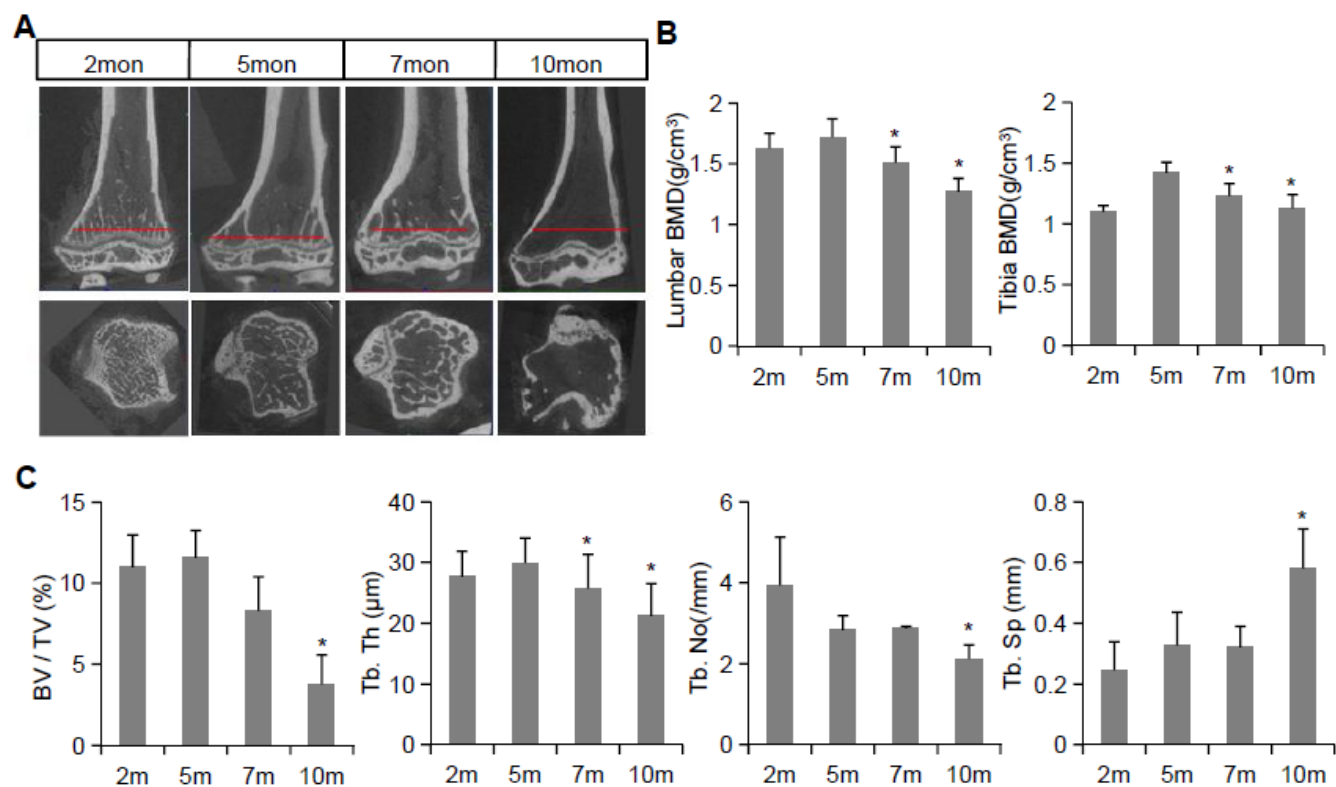 A
2mon 5mon 7mon 10mon
B
Lumbar BMD(g/cm³)
2
1.5
1
0.5
0
* *
2m 5m 7m 10m
Tibia BMD(g/cm³)
2
1.5
1
0.5
0
* *
2m 5m 7m 10m
C
BV / TV (%)
15
10
5
0
*
2m 5m 7m 10m
Tb. Th (µm)
40
30
20
10
0
* *
2m 5m 7m 10m
Tb. No(/mm)
6
4
2
0
*
2m 5m 7m 10m
Tb. Sp (mm)
0.8
0.6
0.4
0.2
0
*
2m 5m 7m 10m